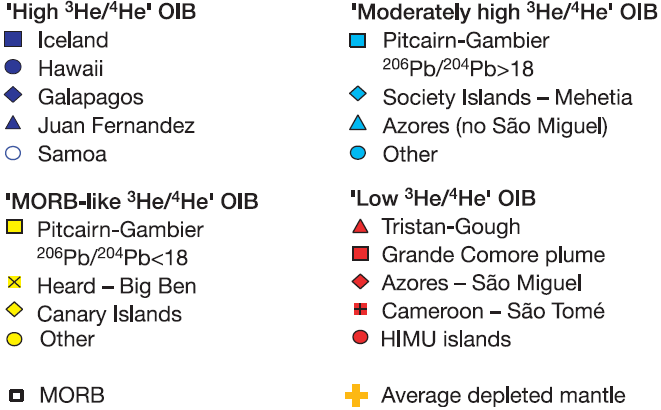 'High ³He/⁴He' OIB
Iceland
Hawaii
Galapagos
Juan Fernandez
Samoa
'Moderately high ³He/⁴He' OIB
Pitcairn-Gambier
²⁰⁶Pb/²⁰⁴Pb>18
Society Islands – Mehetia
Azores (no São Miguel)
Other
'MORB-like ³He/⁴He' OIB
Pitcairn-Gambier
²⁰⁶Pb/²⁰⁴Pb<18
Heard – Big Ben
Canary Islands
Other
'Low ³He/⁴He' OIB
Tristan-Gough
Grande Comore plume
Azores – São Miguel
Cameroon – São Tomé
HIMU islands
MORB
Average depleted mantle